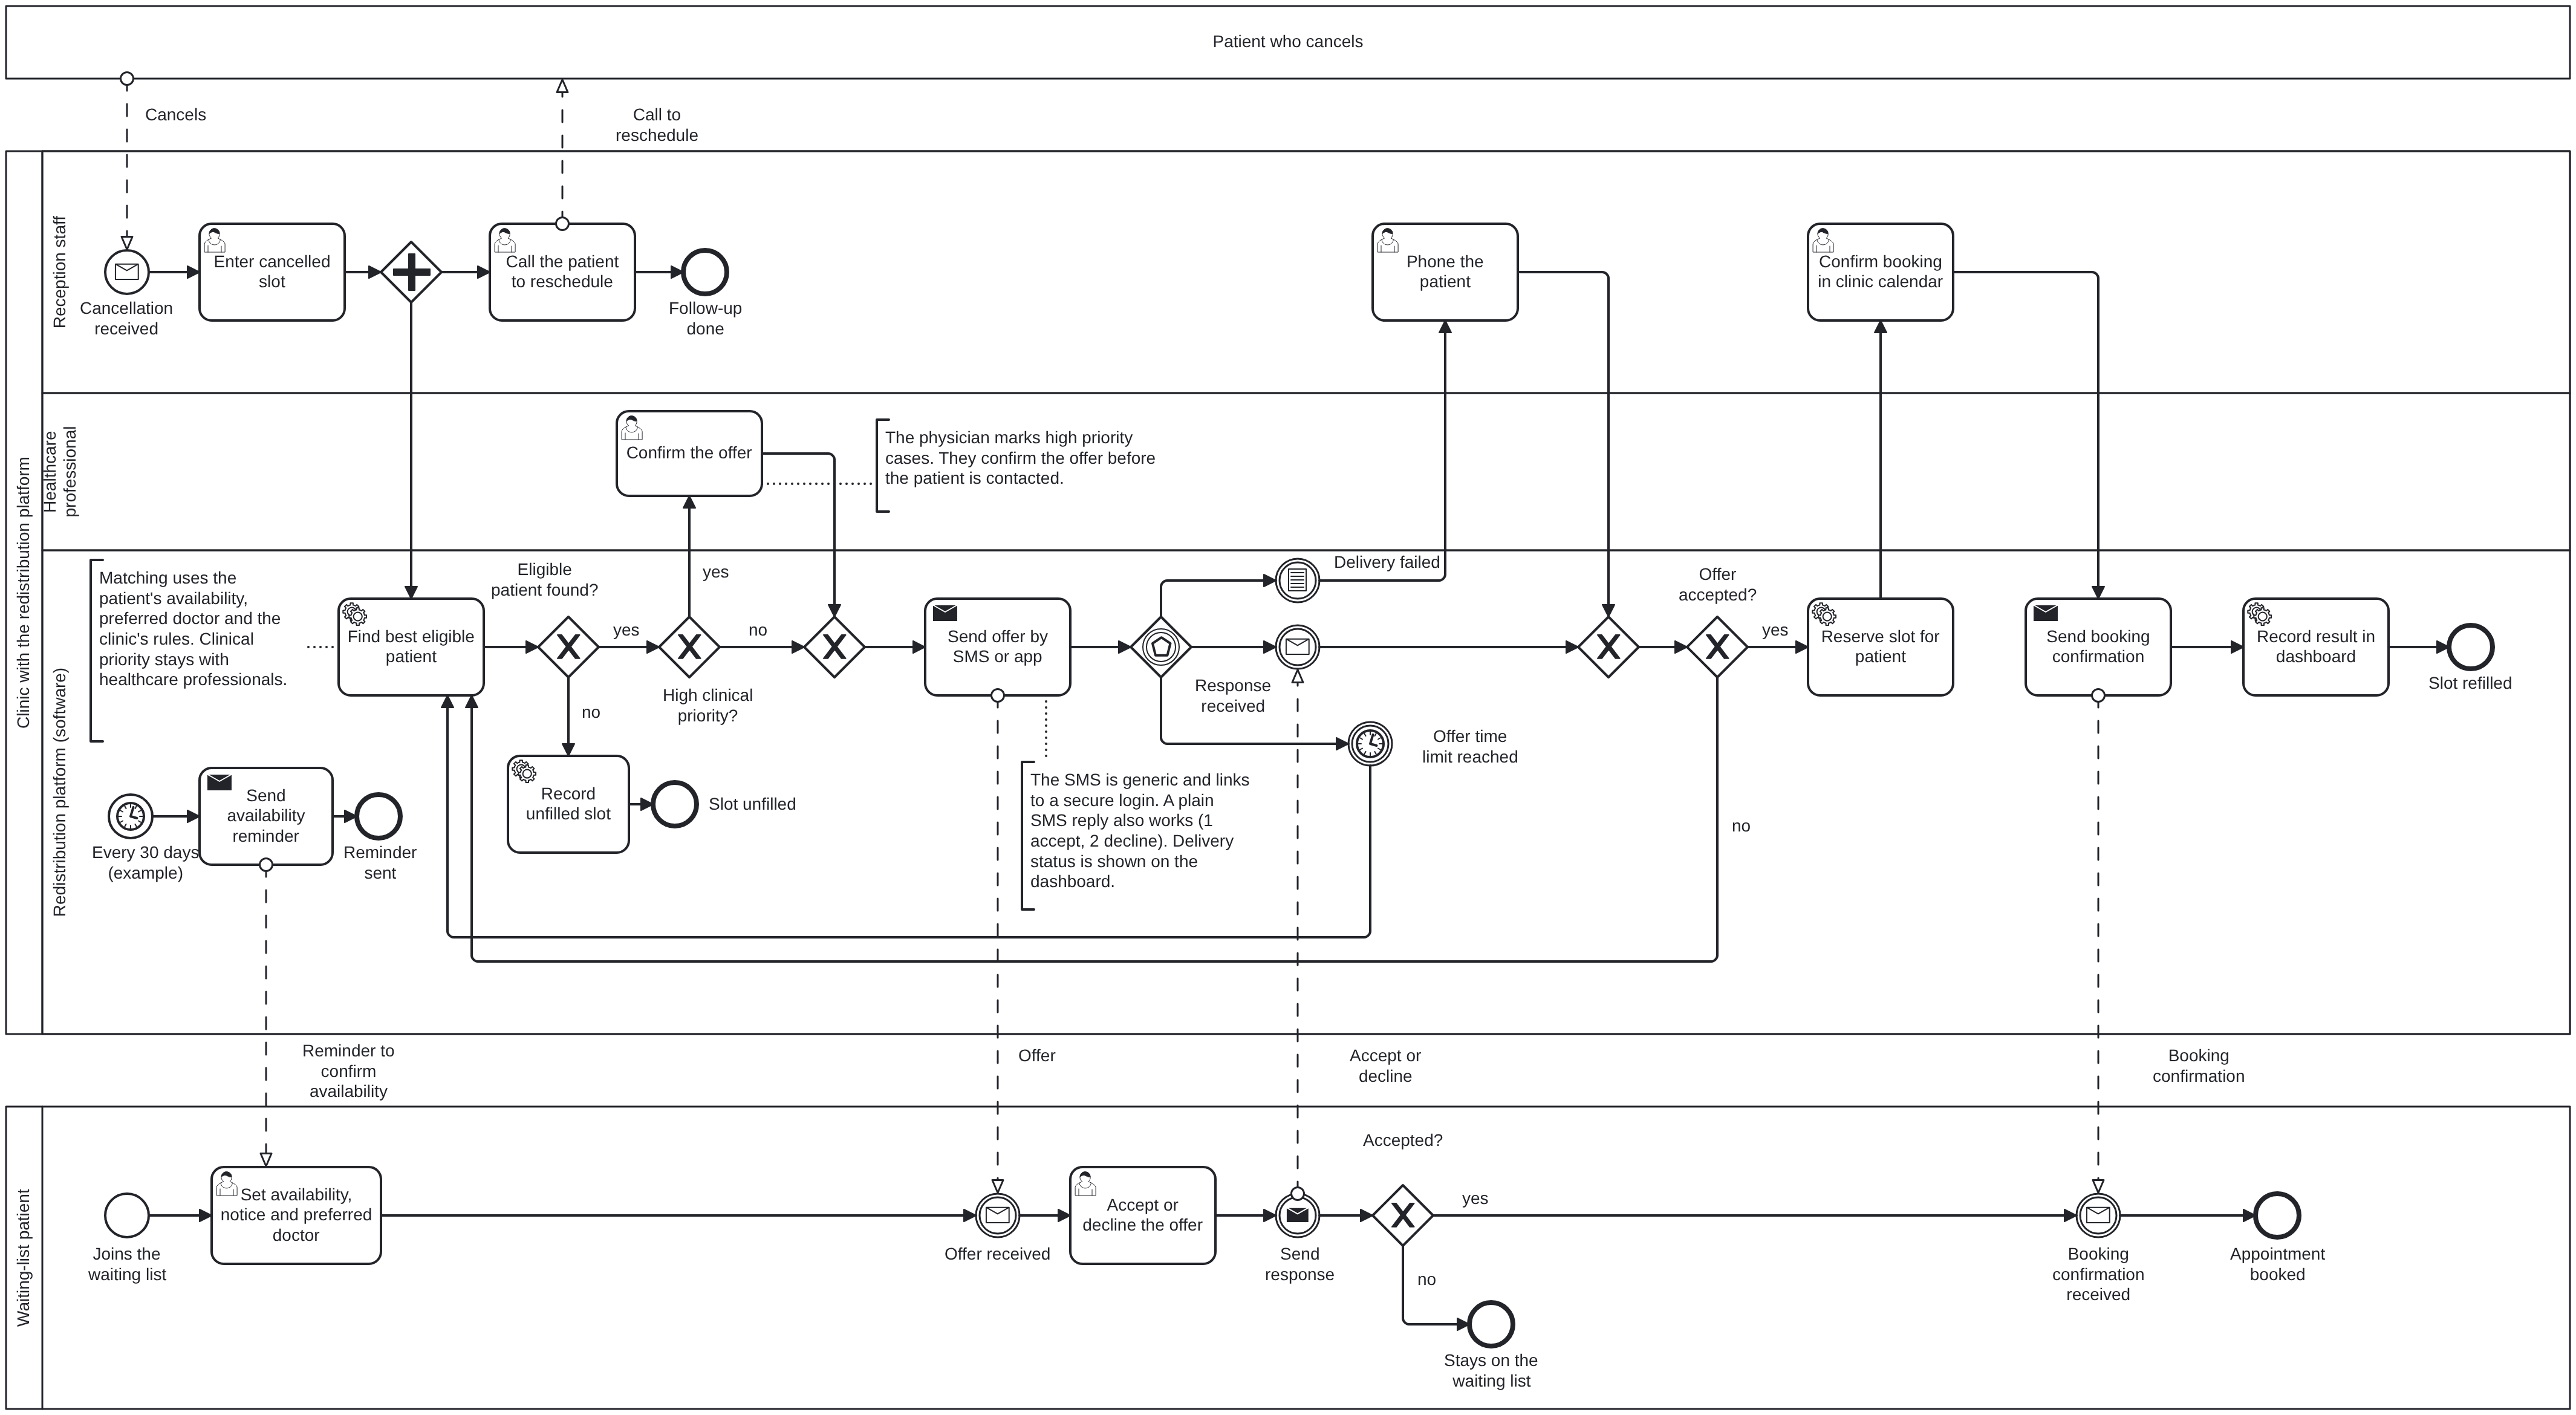 Patient who cancels
Cancels
Call to
reschedule
Clinic with the redistribution platform
Reception staff
Cancellation
received
Enter cancelled
slot
Call the patient
to reschedule
Follow-up
done
Phone the
patient
Confirm booking
in clinic calendar
Healthcare
professional
Confirm the offer
The physician marks high priority
cases. They confirm the offer before
the patient is contacted.
Redistribution platform (software)
Matching uses the
patient's availability,
preferred doctor and the
clinic's rules. Clinical
priority stays with
healthcare professionals.
Find best eligible
patient
Eligible
patient found?
yes
no
High clinical
priority?
yes
no
Record
unfilled slot
Slot unfilled
Send offer by
SMS or app
The SMS is generic and links
to a secure login. A plain
SMS reply also works (1
accept, 2 decline). Delivery
status is shown on the
dashboard.
Delivery failed
Response
received
Offer time
limit reached
Offer
accepted?
yes
no
Reserve slot for
patient
Send booking
confirmation
Record result in
dashboard
Slot refilled
Every 30 days
(example)
Send
availability
reminder
Reminder
sent
Reminder to
confirm
availability
Offer
Accept or
decline
Booking
confirmation
Waiting-list patient
Joins the
waiting list
Set availability,
notice and preferred
doctor
Offer received
Accept or
decline the offer
Send
response
Accepted?
yes
no
Stays on the
waiting list
Booking
confirmation
received
Appointment
booked